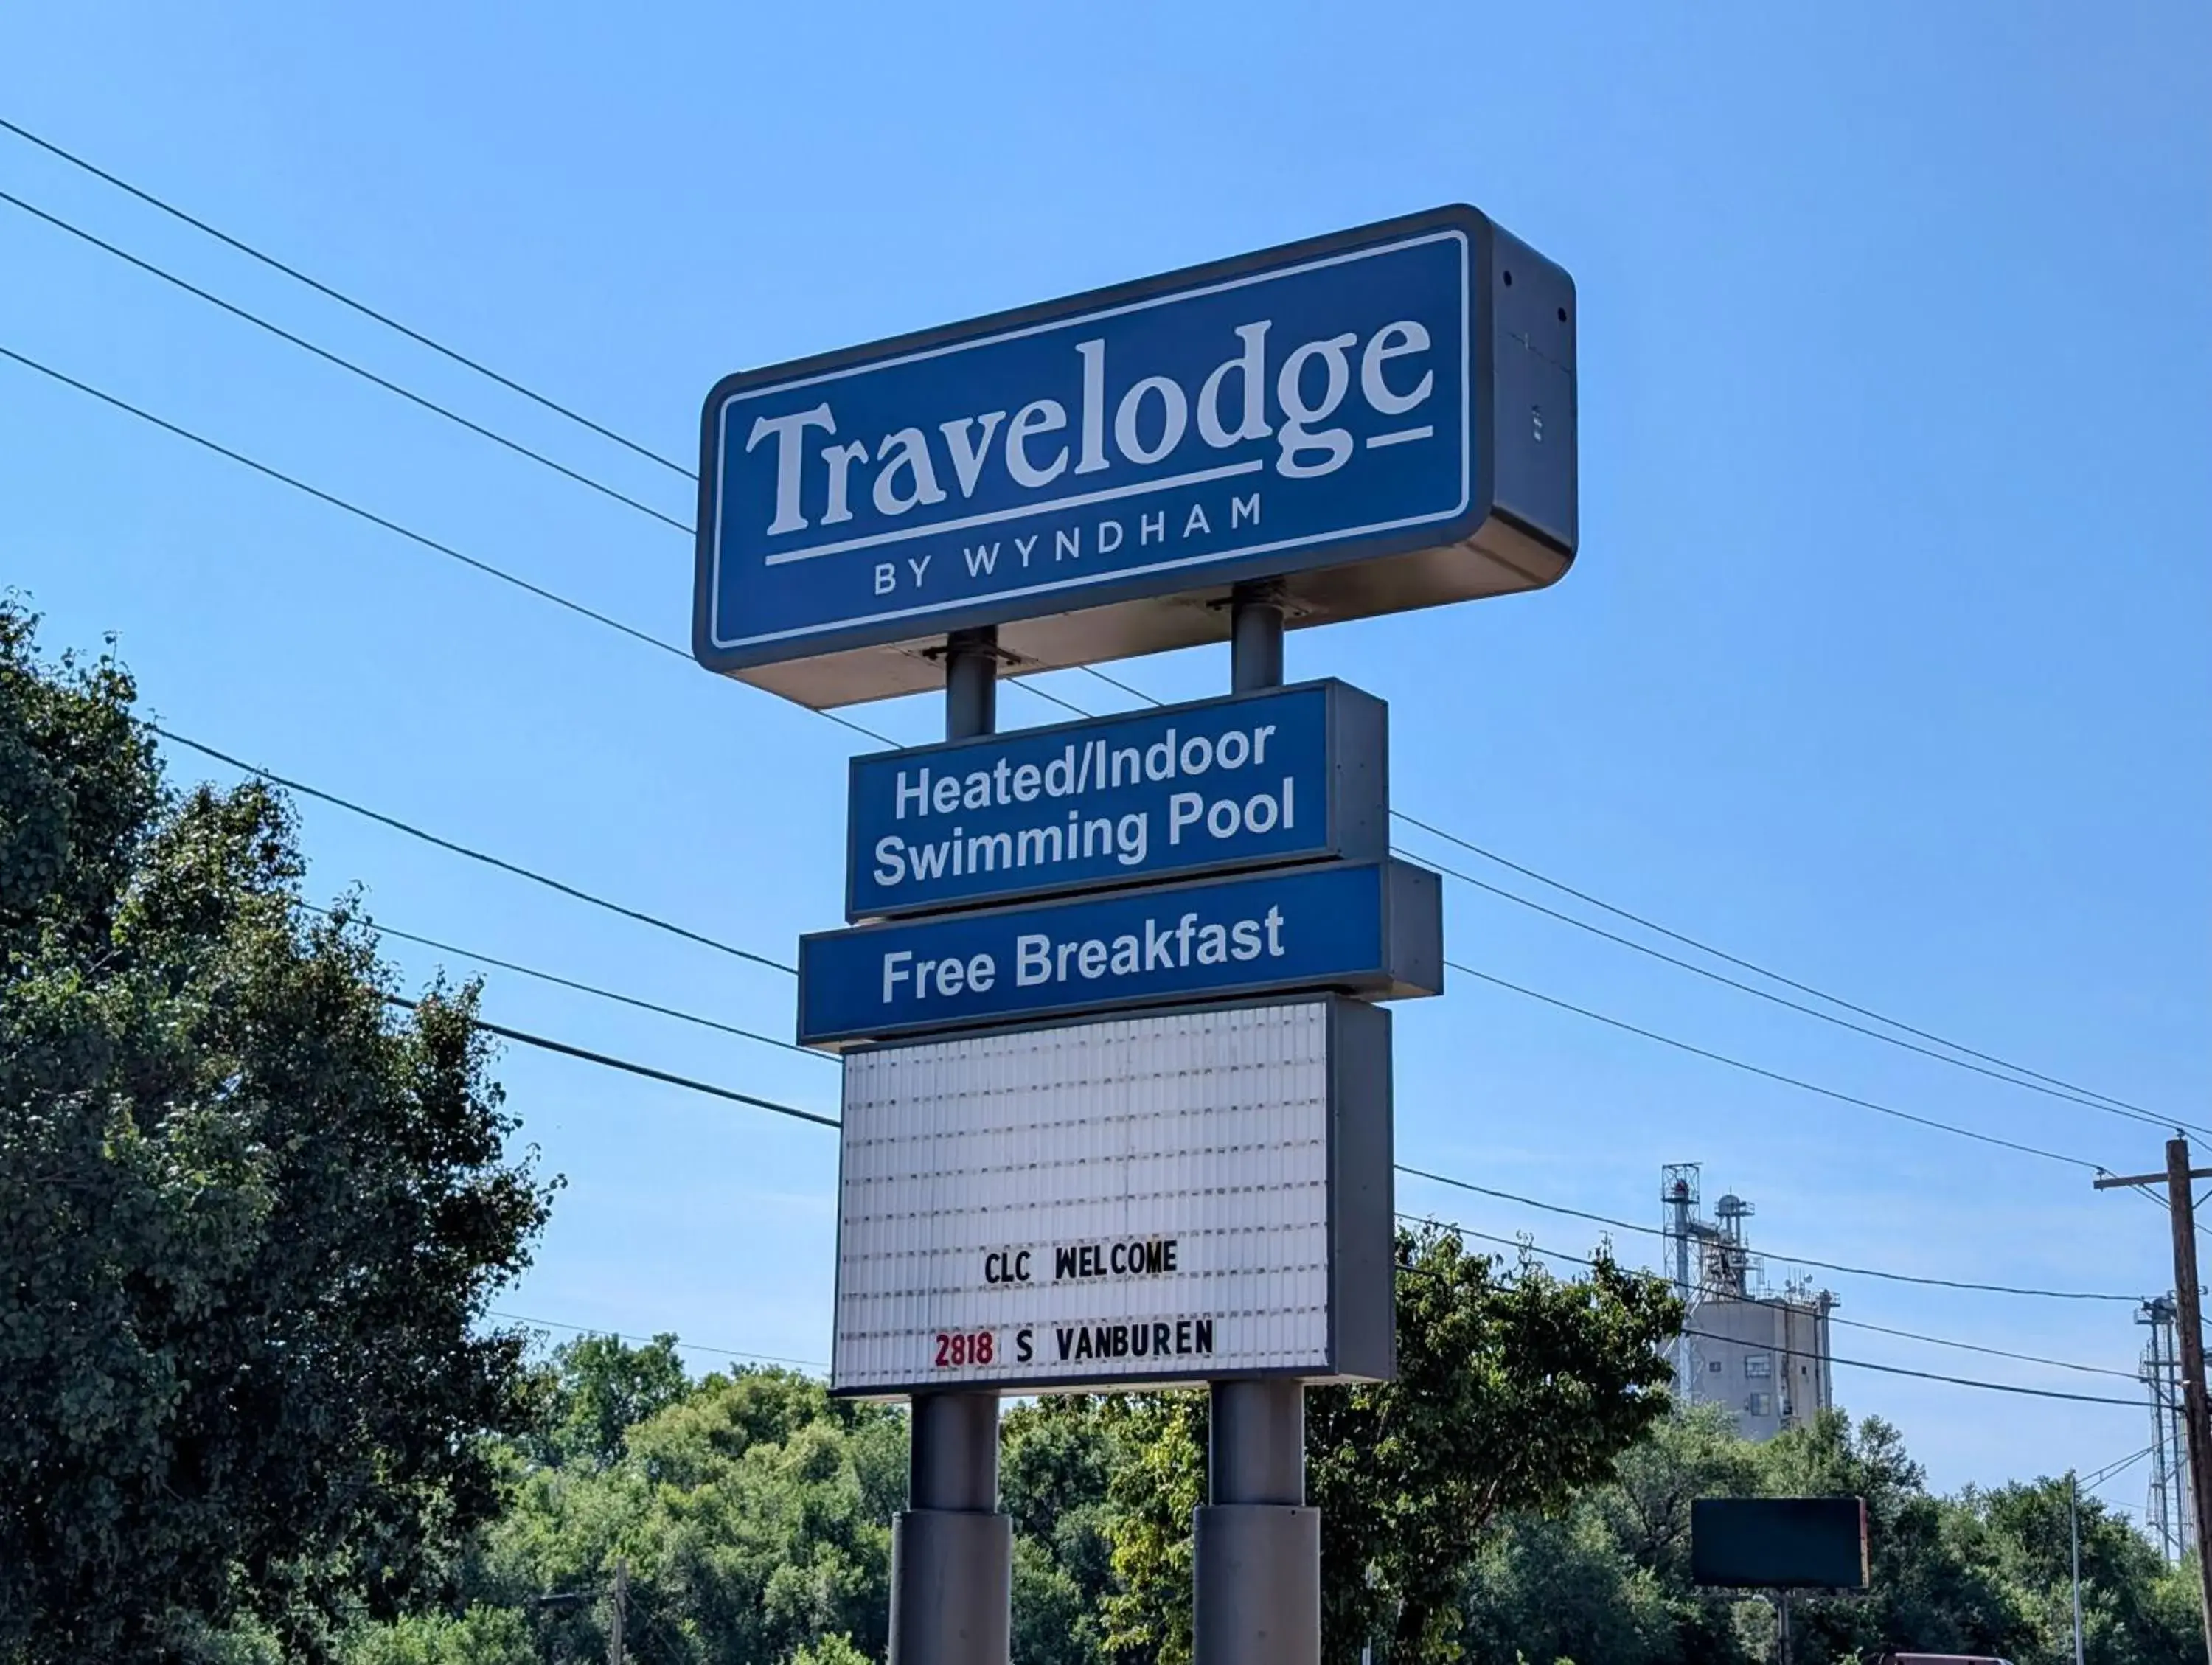 Travelodge
BY WYNDHAM
Heated/Indoor
Swimming Pool
Free Breakfast
CLC WELCOME
2818 S VANBUREN